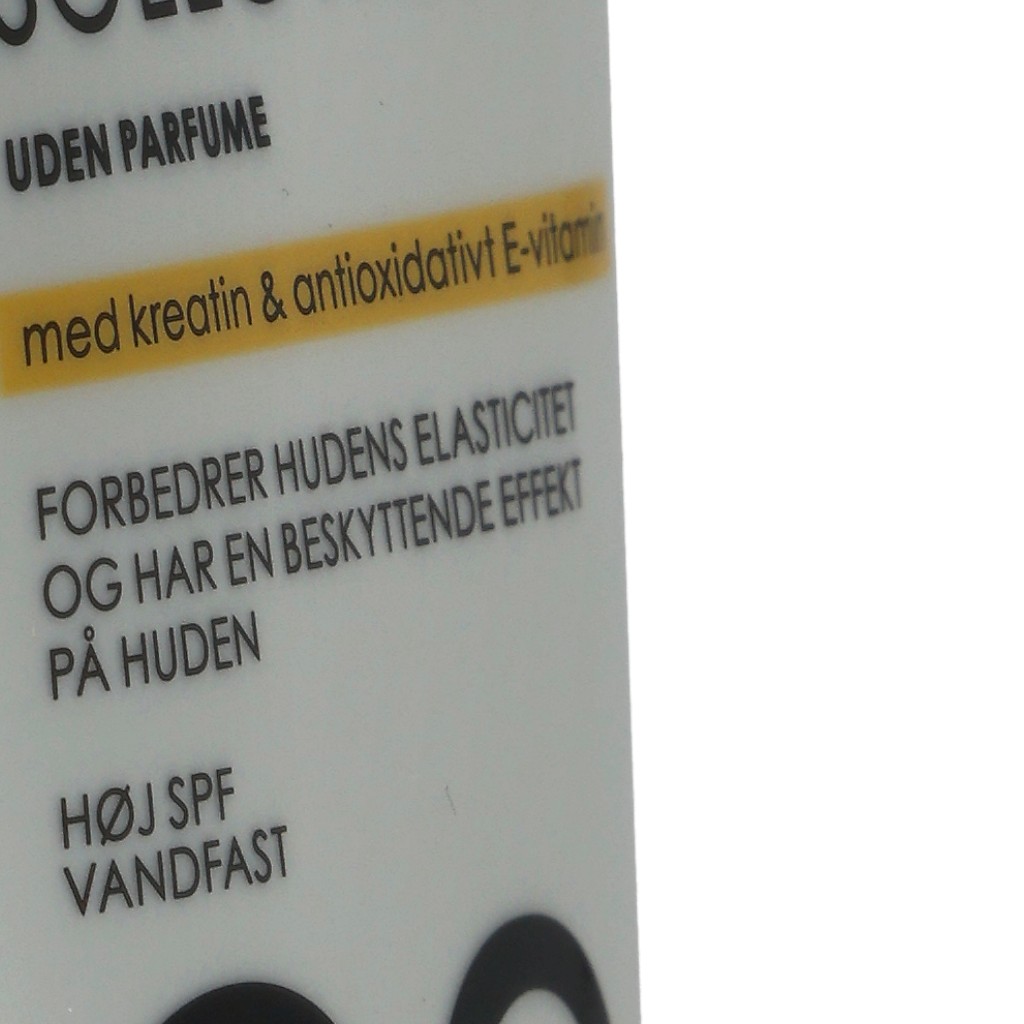 UDEN PARFUME
med kreatin & antioxidativt E-vitamin
FORBEDRER HUDENS ELASTICITET
OG HAR EN BESKYTTENDE EFFEKT
PÅ HUDEN
HØJ SPF
VANDFAST